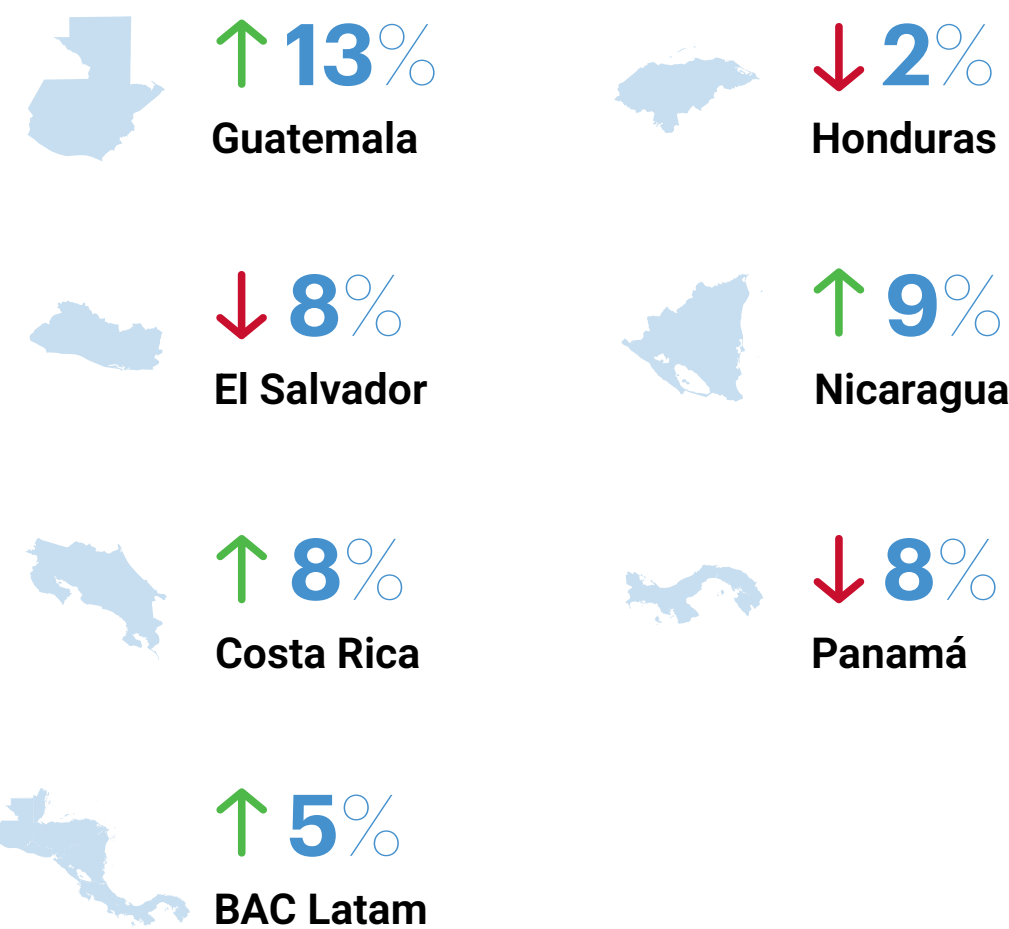 ↑ 13%
Guatemala
↓ 2%
Honduras
↓ 8%
El Salvador
↑ 9%
Nicaragua
↑ 8%
Costa Rica
↓ 8%
Panamá
↑ 5%
BAC Latam